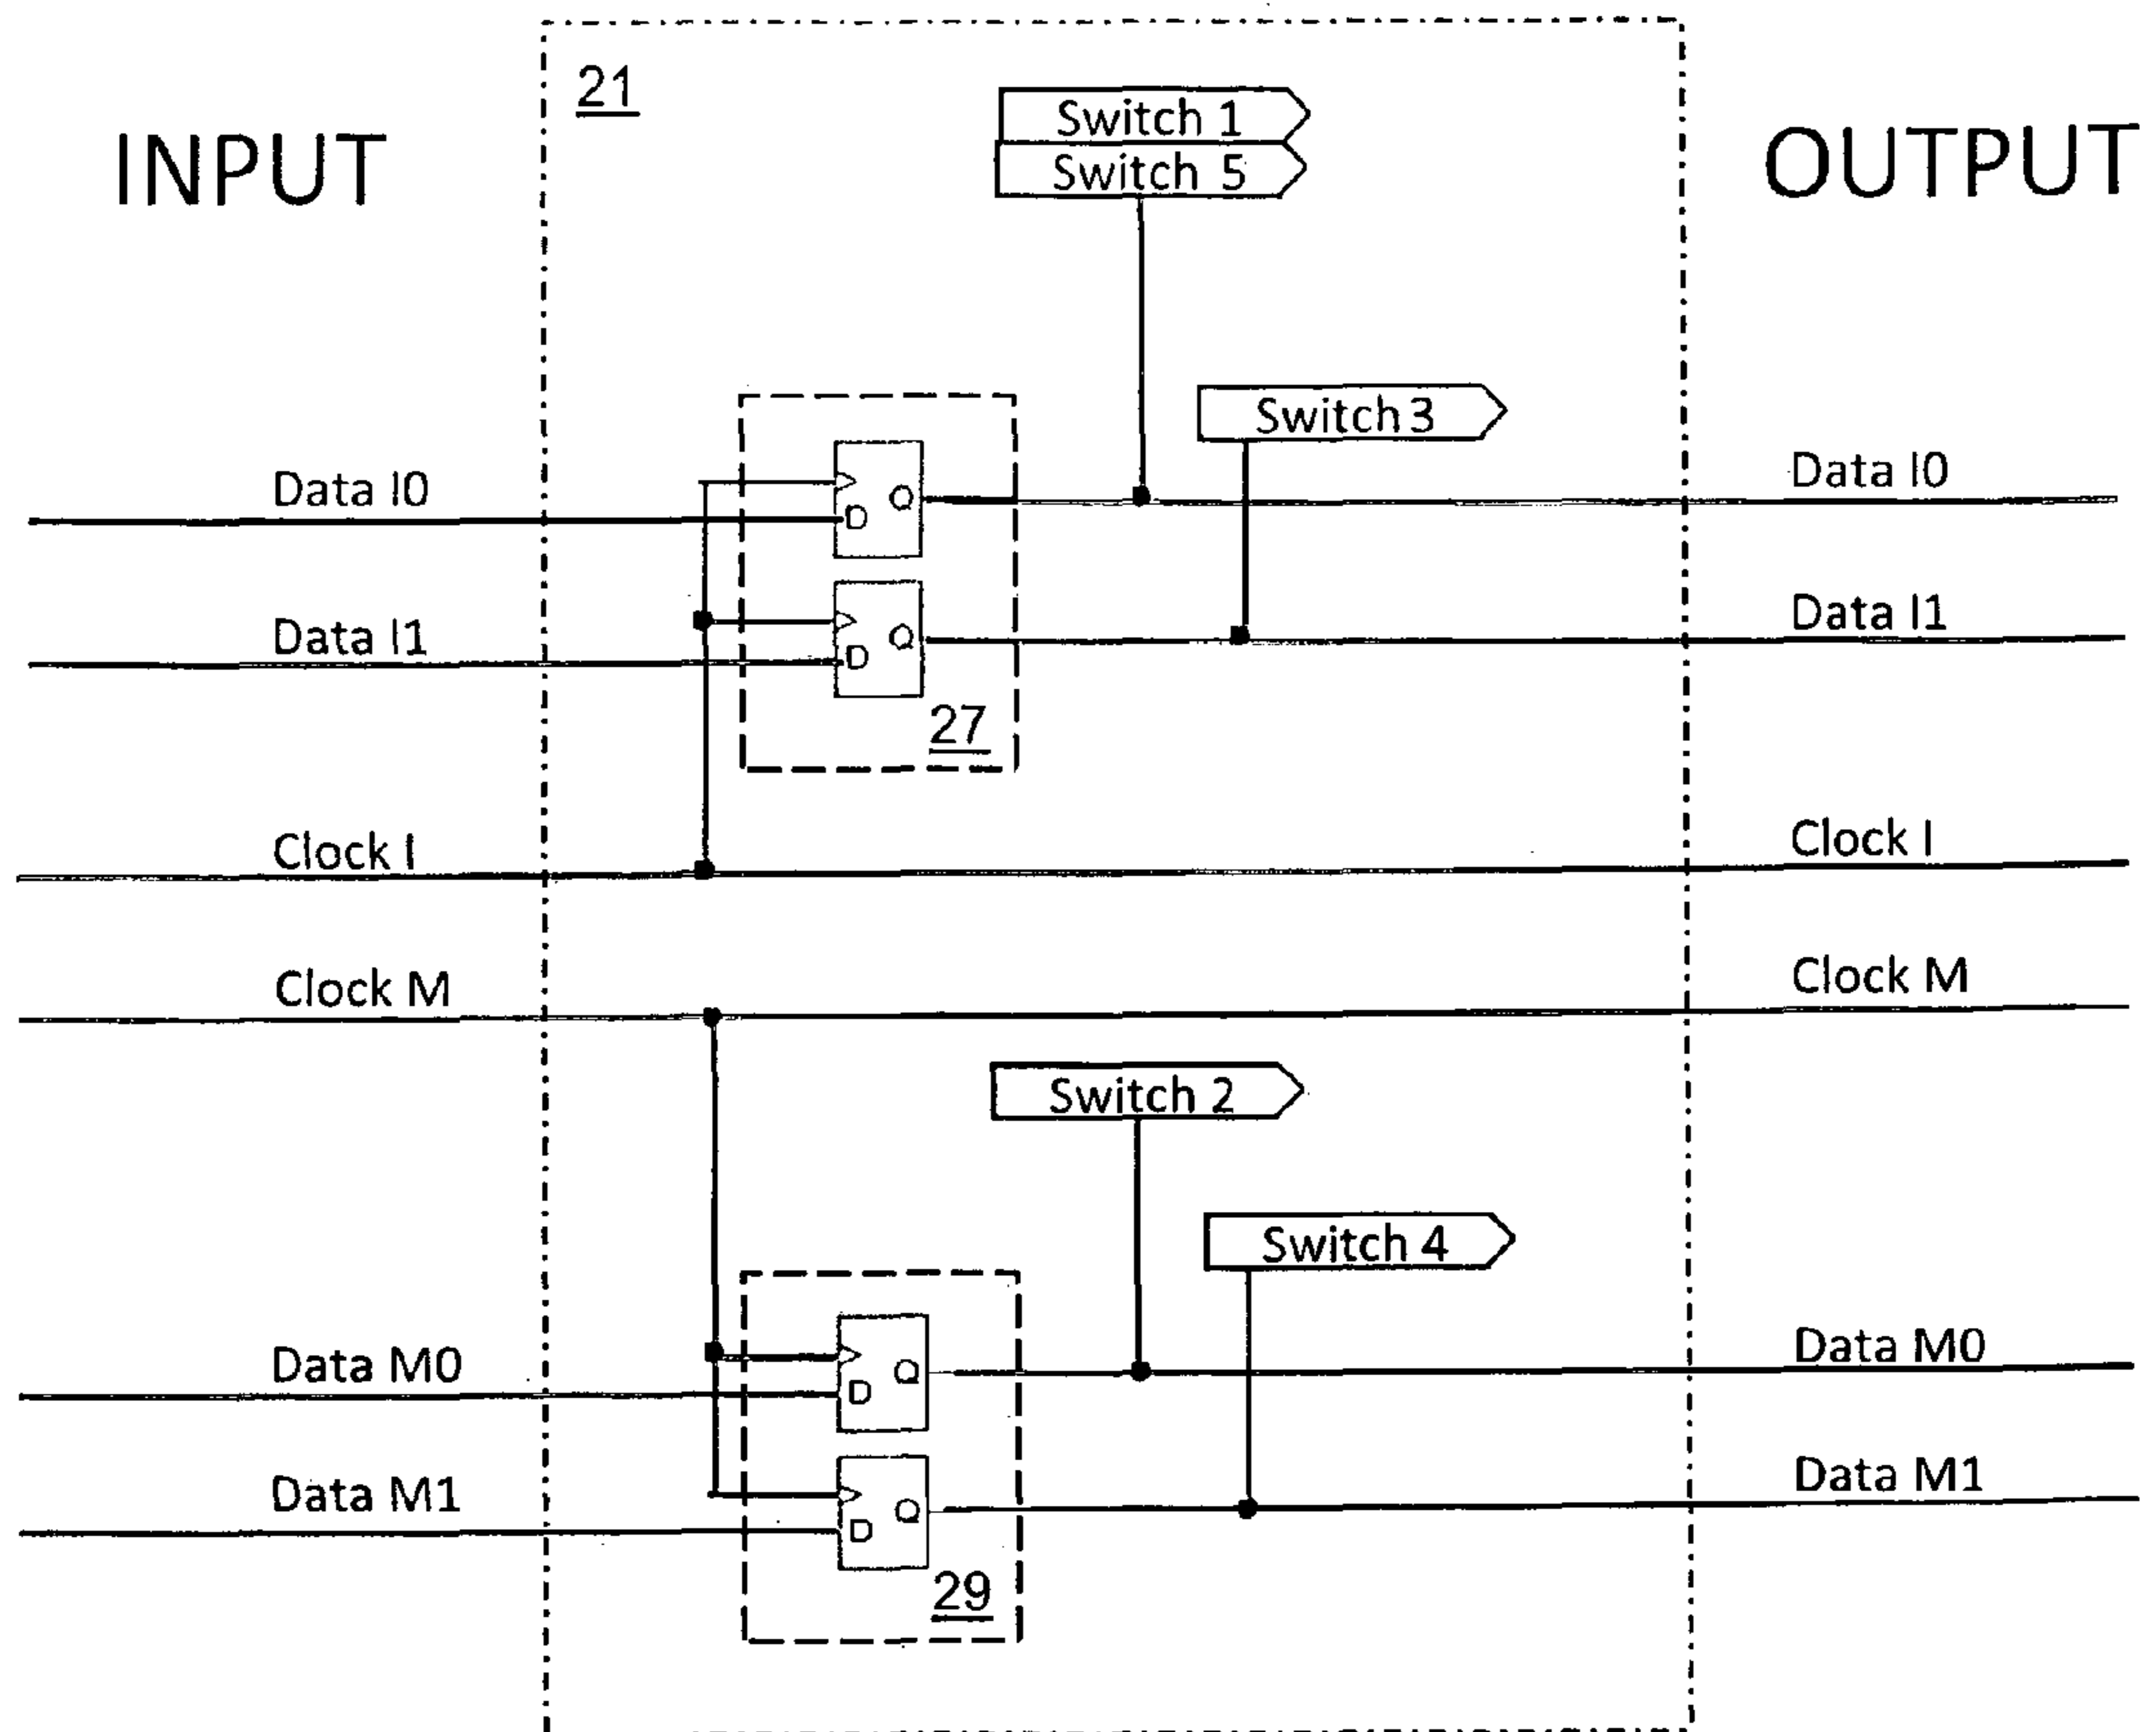 21
Switch 1
INPUT
OUTPUT
Switch 5
Switch 3
Data I0
Data I0
Q
D
Data I1
Data I1
Q
D
27
Clock I
Clock I
Clock M
Clock M
Switch 2
Switch 4
Data M0
Data M0
Q
D
Data M1
Data M1
Q
D
29